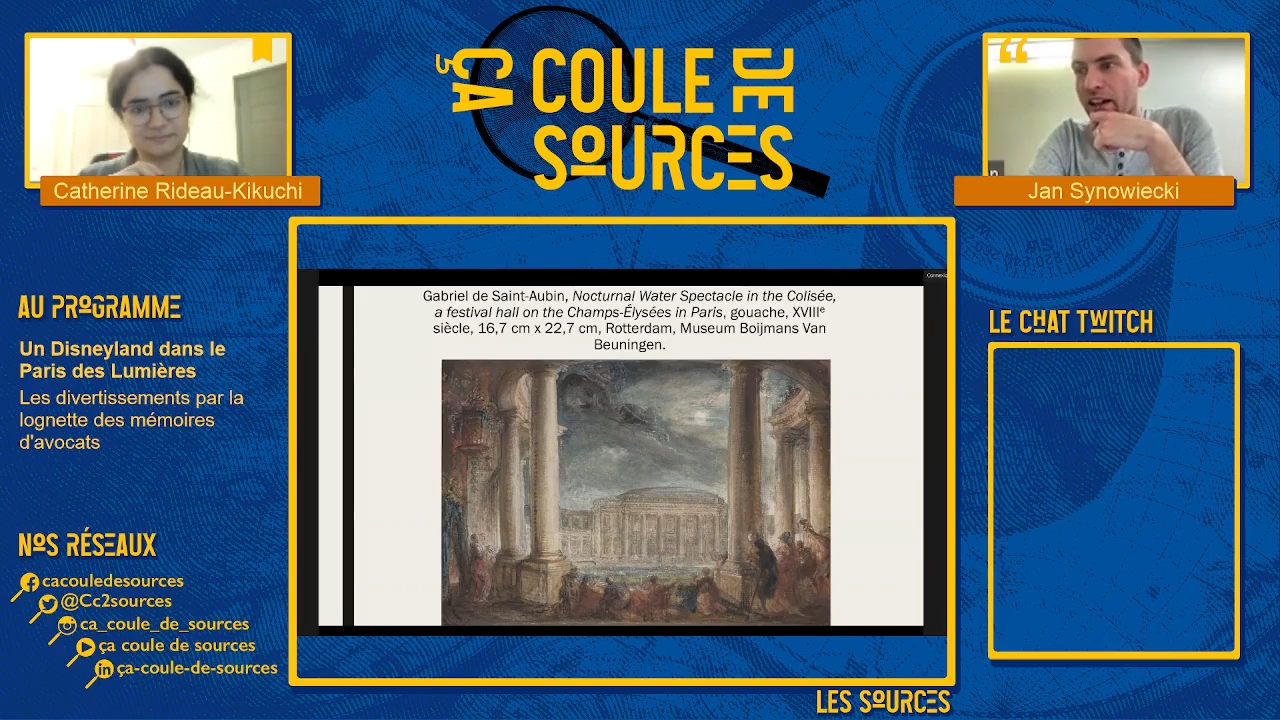 ÇA COULE DE
SOURCES
Catherine Rideau-Kikuchi
Jan Synowiecki
Gabriel de Saint-Aubin, Nocturnal Water Spectacle in the Colisée,
a festival hall on the Champs-Élysées in Paris, gouache, XVIIIe
siècle, 16,7 cm x 22,7 cm, Rotterdam, Museum Boijmans Van
Beuningen.
AU PROGRAMME
Un Disneyland dans le
Paris des Lumières
Les divertissements par la
lognette des mémoires
d'avocats
NOS RÉSEAUX
cacouledesources
@Cc2sources
ca_coule_de_sources
ça coule de sources
ça-coule-de-sources
LE CHAT TWITCH
LES SOURCES